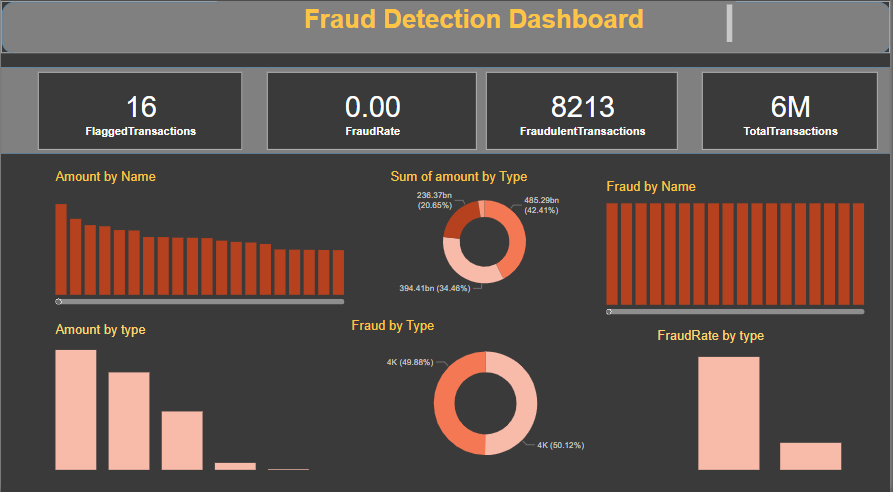 Fraud Detection Dashboard
16
FlaggedTransactions
0.00
FraudRate
8213
FraudulentTransactions
6M
TotalTransactions
Amount by Name
Sum of amount by Type
236.37bn
(20.65%)
485.29bn
(42.41%)
394.41bn (34.46%)
Fraud by Name
Amount by type
Fraud by Type
4K (49.88%)
4K (50.12%)
FraudRate by type